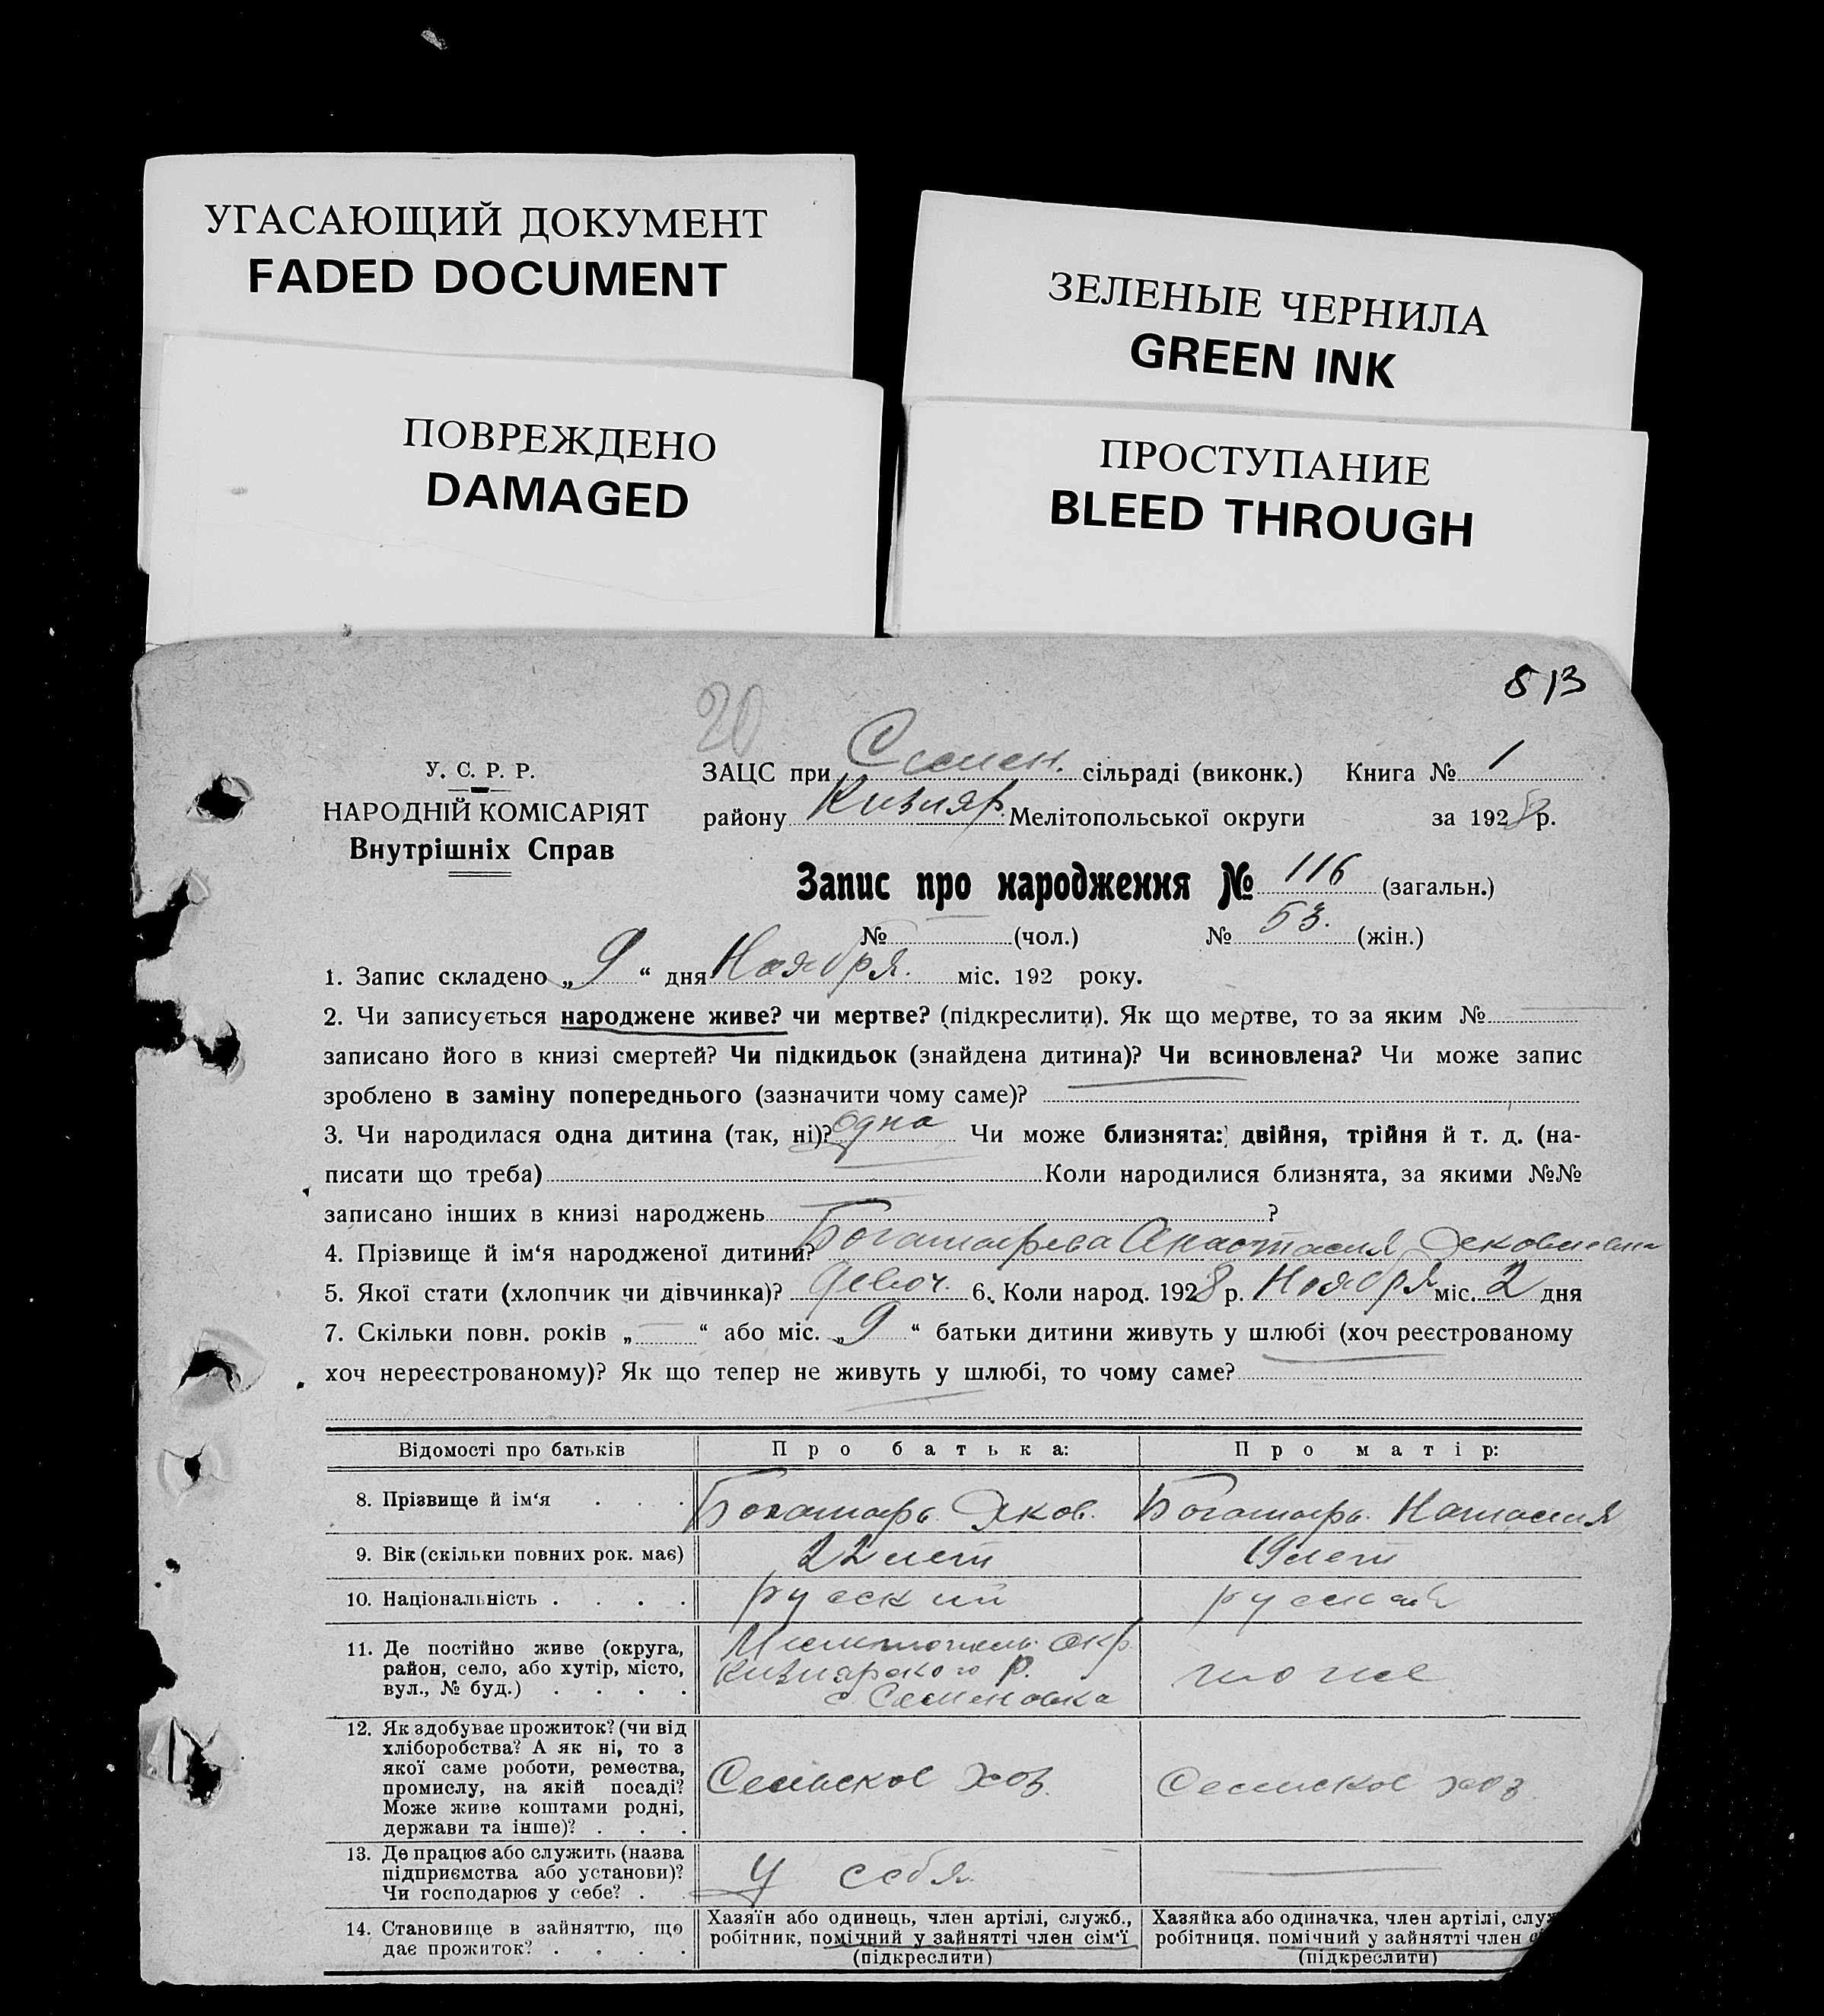 УГАСАЮЩИЙ ДОКУМЕНТ
FADED DOCUMENT
ЗЕЛЕНЫЕ ЧЕРНИЛА
GREEN INK
ПОВРЕЖДЕНО
DAMAGED
ПРОСТУПАНИЕ
BLEED THROUGH
513
20
У. С. Р. Р.
НАРОДНІЙ КОМІСАРІЯТ
Внутрішніх Справ
ЗАЦС при Семен. сільраді (виконк.) Книга № 1
району Кизляр. Мелітопольської округи за 1928 р.
Запис про народження № 116 (загальн.)
№ — (чол.) № 53. (жін.)
1. Запис складено „ 9 “ дня Ноября. міс. 192 року.
2. Чи записується народжене живе? чи мертве? (підкреслити). Як що мертве, то за яким №
записано його в книзі смертей? Чи підкидьок (знайдена дитина)? Чи всиновлена? Чи може запис
зроблено в заміну попереднього (зазначити чому саме)?
3. Чи народилася одна дитина (так, ні)? одна Чи може близнята: двійня, трійня й т. д. (на-
писати що треба) Коли народилися близнята, за якими №№
записано інших в книзі народжень ?
4. Прізвище й ім‘я народженої дитини? Богатырева Анастасия Яковлевна
5. Якої стати (хлопчик чи дівчинка)? девоч. 6. Коли народ. 1928 р. Ноября міс. 2 дня
7. Скільки повн. років „ — “ або міс. „ 9 “ батьки дитини живуть у шлюбі (хоч реєстрованому
хоч нереєстрованому)? Як що тепер не живуть у шлюбі, то чому саме?
Відомості про батьків Про батька: Про матір:
8. Прізвище й ім‘я . . . . Богатырь Яков. Богатырь Натасия
9. Вік (скільки повних рок. має) 22 лет 19 лет
10. Національність . . . . русский русская
11. Де постійно живе (округа,
район, село, або хутір, місто,
вул., № буд.) . . . .
Мелитополь. окр
Кизлярского р.
с. Семеновка
тоже
12. Як здобуває прожиток? (чи від
хліборобства? А як ні, то з
якої саме роботи, ремества,
промислу, на якій посаді?
Може живе коштами родні,
держави та інше)? . . .
Сельское хоз. Сельское хоз.
13. Де працює або служить (назва
підприємства або установи)?
Чи господарює у себе? .
У себя
14. Становище в зайняттю, що
дає прожиток? . . . .
Хазяїн або одинець, член артілі, служб.,
робітник, помічний у зайнятті член сім‘ї
(підкреслити)
Хазяйка або одиначка, член артілі, служ
робітниця, помічний у зайнятті член
(підкреслити)